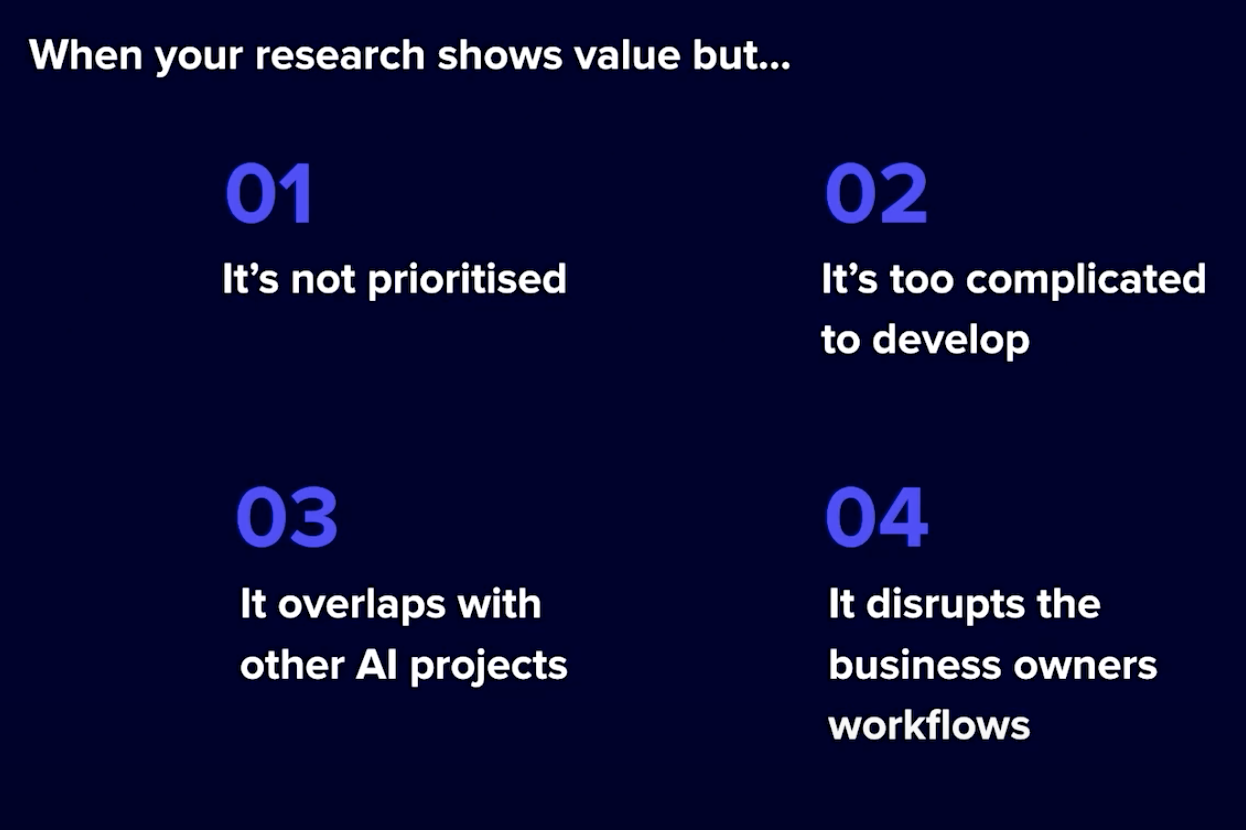 When your research shows value but...
01
It’s not prioritised
02
It’s too complicated
to develop
03
It overlaps with
other AI projects
04
It disrupts the
business owners
workflows